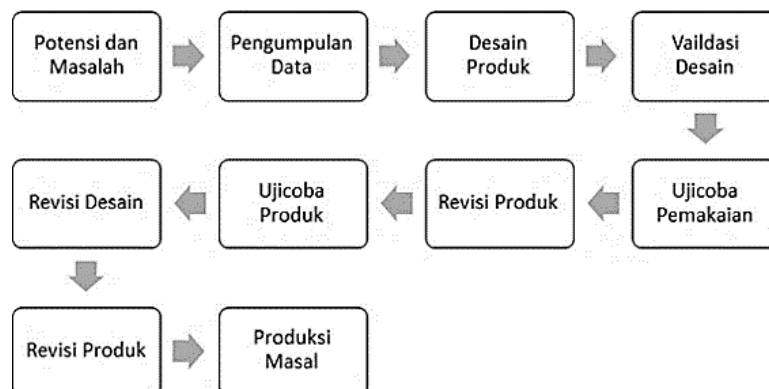 Potensi dan
Masalah
Pengumpulan
Data
Desain
Produk
Vaildasi
Desain
Ujicoba
Pemakaian
Revisi Produk
Ujicoba
Produk
Revisi Desain
Revisi Produk
Produksi
Masal